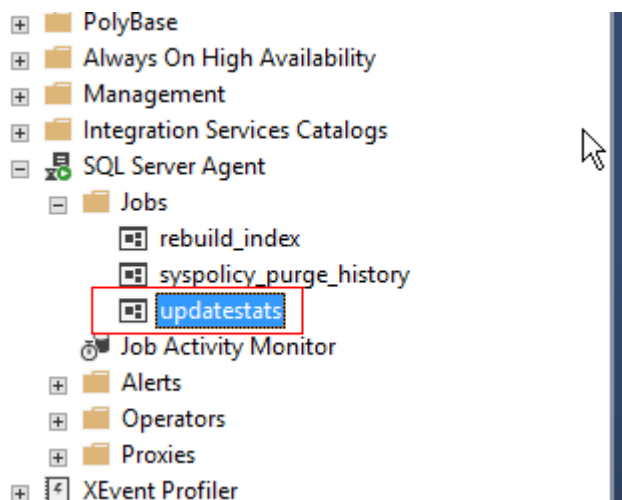 PolyBase
Always On High Availability
Management
Integration Services Catalogs
SQL Server Agent
Jobs
rebuild_index
syspolicy_purge_history
updatestats
Job Activity Monitor
Alerts
Operators
Proxies
XEvent Profiler